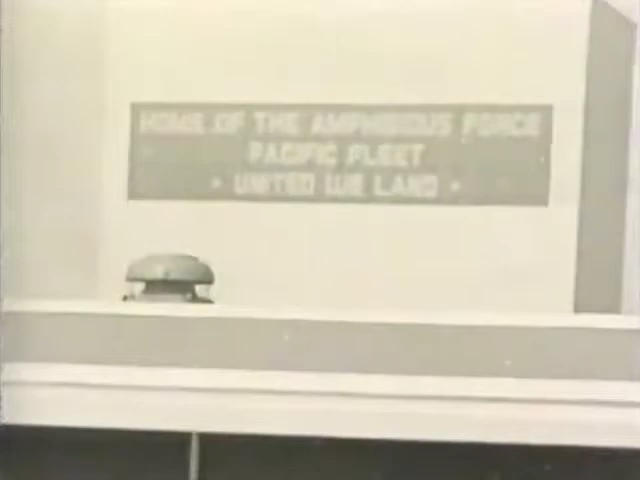 HOME OF THE AMPHIBIOUS FORCE
PACIFIC FLEET
• UNITED WE LAND •